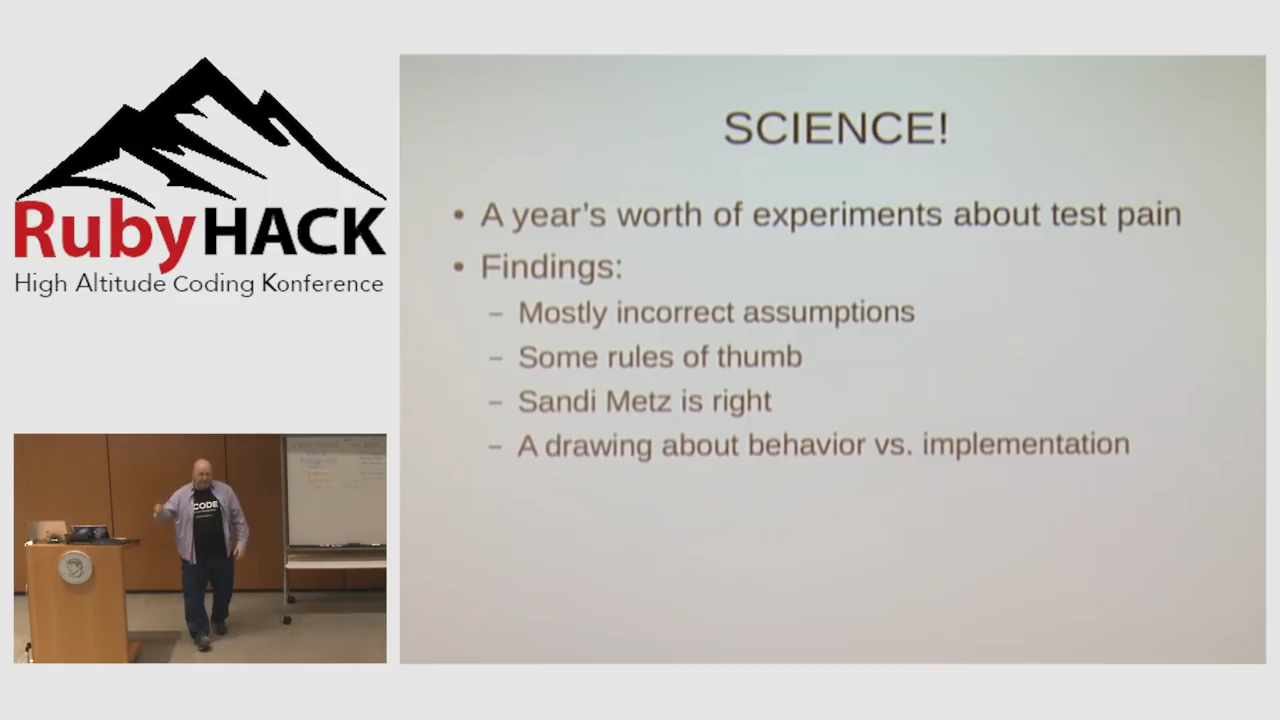 RubyHACK
High Altitude Coding Konference
SCIENCE!
• A year's worth of experiments about test pain
• Findings:
– Mostly incorrect assumptions
– Some rules of thumb
– Sandi Metz is right
– A drawing about behavior vs. implementation
CODE